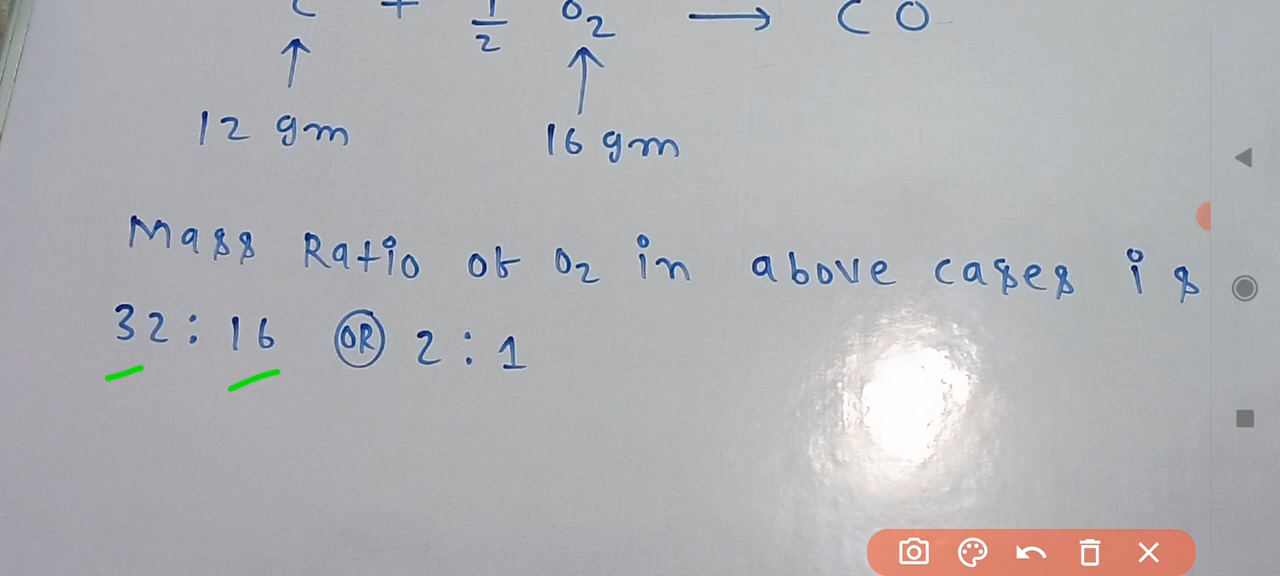 C + 1/2 O2 → CO
12 gm 16 gm
Mass Ratio of O2 in above cases is
32 : 16 OR 2 : 1